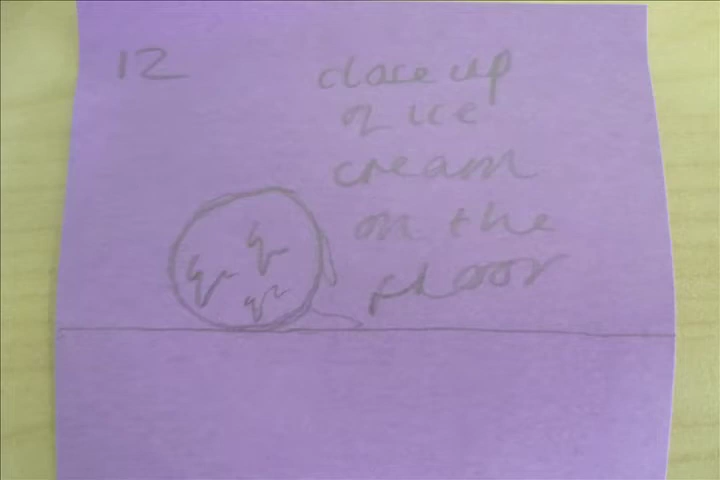 12
close up
of ice
cream
on the
floor